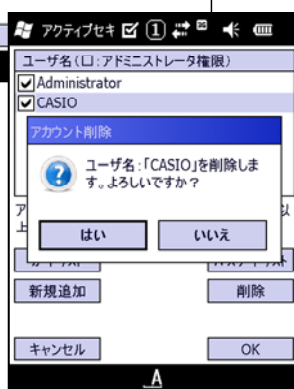 アクティブセキ
ユーザ名(□:アドミニストレータ権限)
Administrator
CASIO
アカウント削除
ユーザ名:「CASIO」を削除しま
す。よろしいですか?
はい
いいえ
新規追加
削除
キャンセル
OK
A